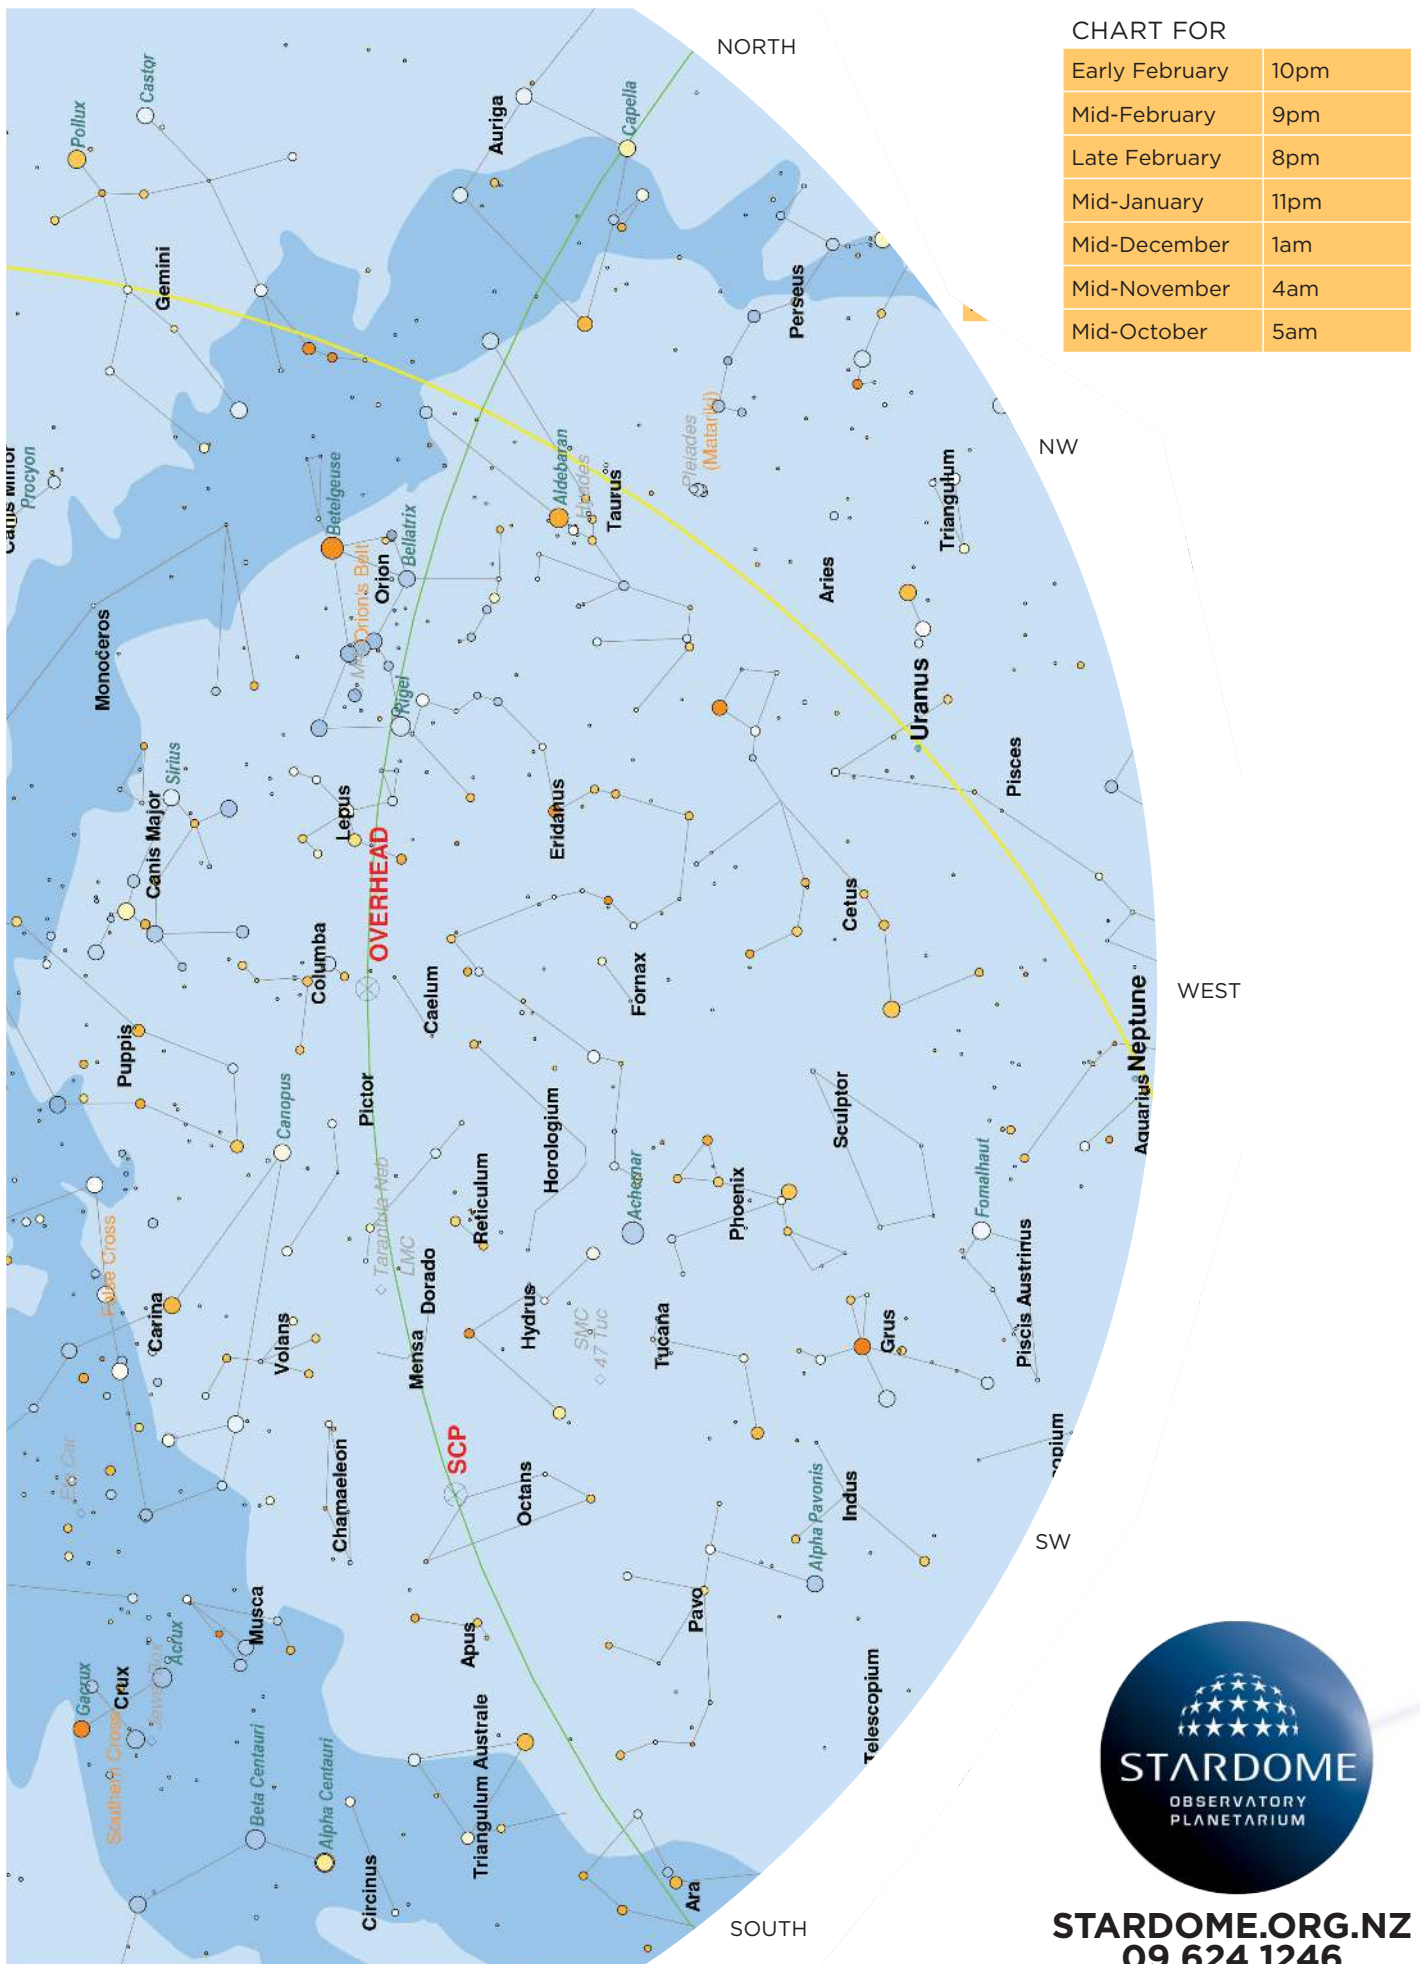 NORTH
CHART FOR
Early February 10pm
Mid-February 9pm
Late February 8pm
Mid-January 11pm
Mid-December 1am
Mid-November 4am
Mid-October 5am
Pollux
Castor
Auriga
Capella
Gemini
Perseus
NW
Procyon
Betelgeuse
Bellatrix
Orion's Belt
Orion
Aldebaran
Hyades
Taurus
Pleiades
(Matariki)
Triangulum
Aries
Monoceros
Rigel
Uranus
Pisces
Sirius
Canis Major
Lepus
OVERHEAD
Eridanus
Cetus
Columba
Caelum
Fornax
WEST
Puppis
Canopus
Pictor
Horologium
Sculptor
Neptune
Aquarius
Tarantula Neb
LMC
Reticulum
Achernar
Phoenix
Fomalhaut
False Cross
Carina
Volans
Dorado
Mensa
Hydrus
SMC
47 Tuc
Tucana
Grus
Piscis Austrinus
Eta Car
Chamaeleon
SCP
Octans
Alpha Pavonis
Indus
SW
Musca
Acrux
Gacrux
Crux
Southern Cross
Apus
Pavo
Telescopium
Beta Centauri
Alpha Centauri
Circinus
Triangulum Australe
Ara
SOUTH
STARDOME
OBSERVATORY
PLANETARIUM
STARDOME.ORG.NZ
09 624 1246